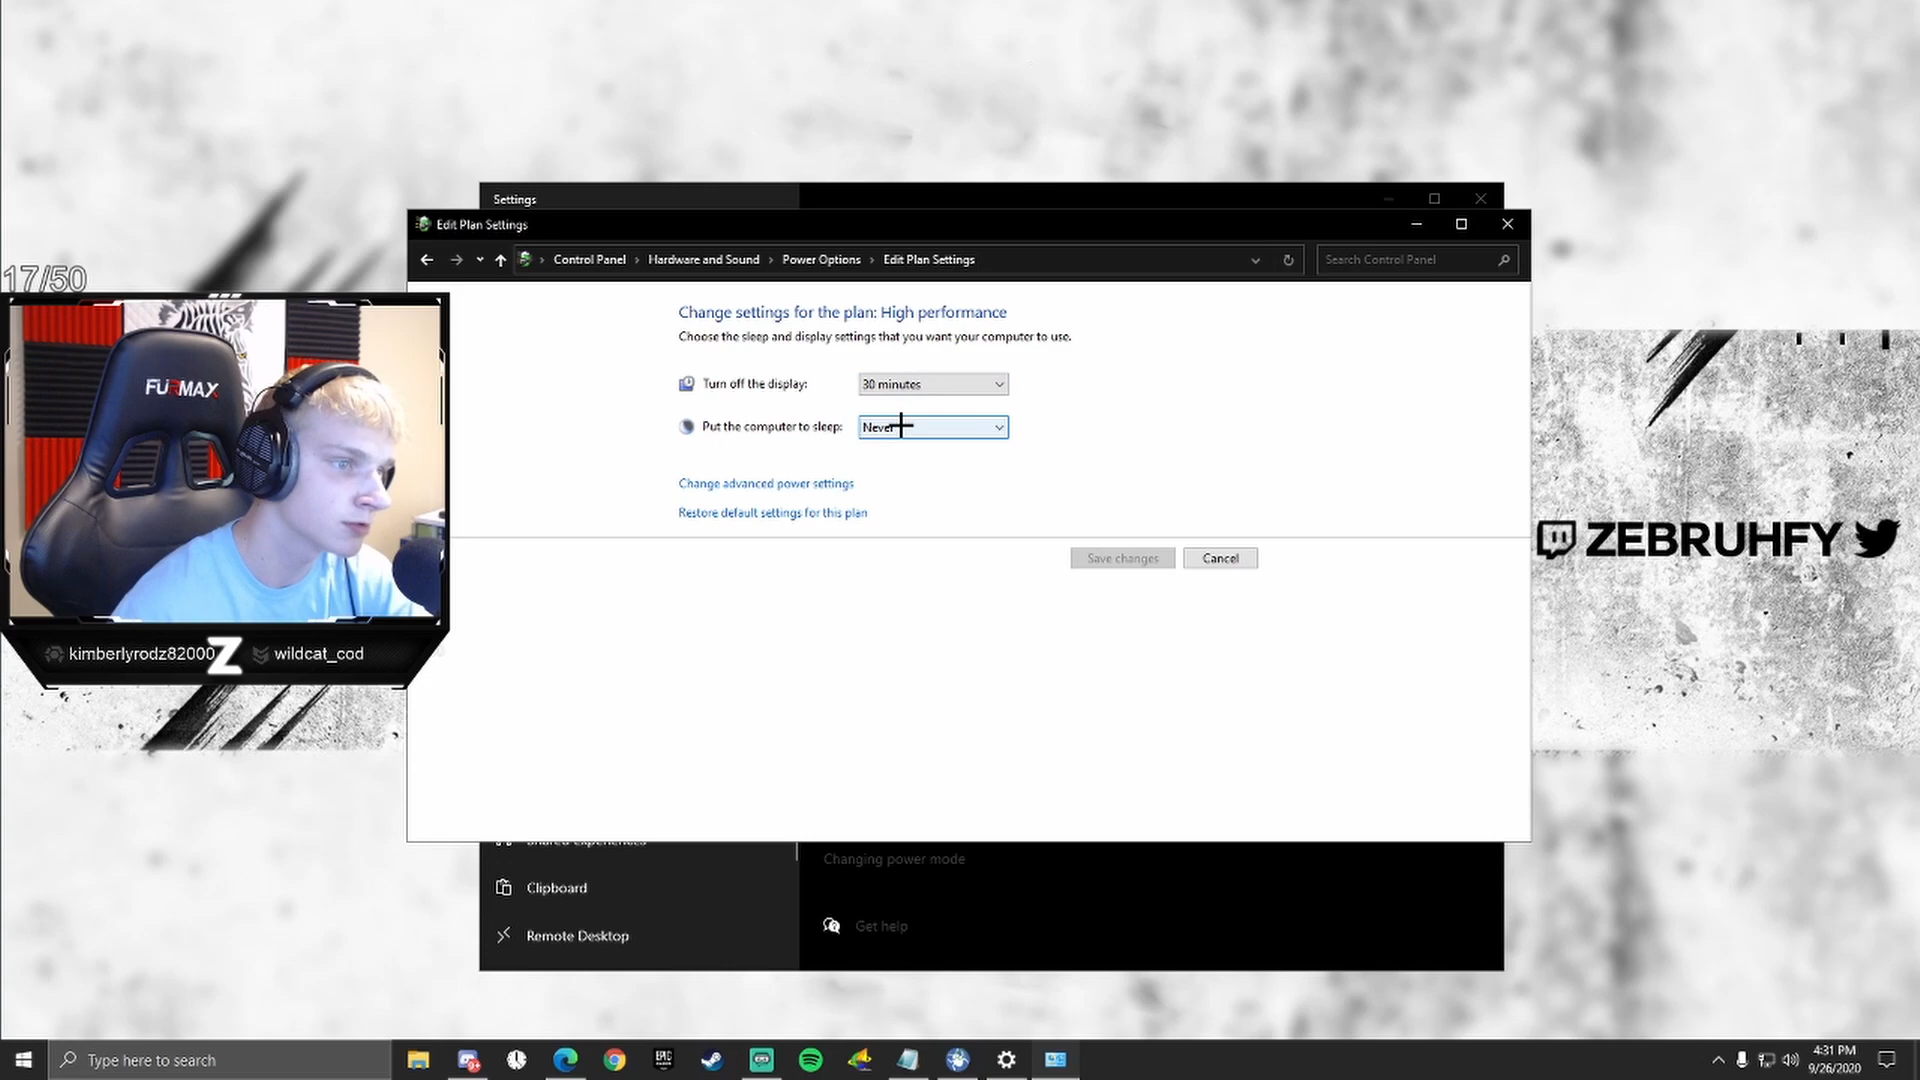 Settings
Edit Plan Settings
Control Panel > Hardware and Sound > Power Options > Edit Plan Settings
Search Control Panel
17/50
Change settings for the plan: High performance
Choose the sleep and display settings that you want your computer to use.
Turn off the display: 30 minutes
Put the computer to sleep: Never
Change advanced power settings
Restore default settings for this plan
Save changes Cancel
FURMAX
ZEBRUHFY
kimberlyrodz82000 Z wildcat_cod
Changing power mode
Clipboard
Get help
Remote Desktop
Type here to search
EPIC
4:31 PM
9/26/2020